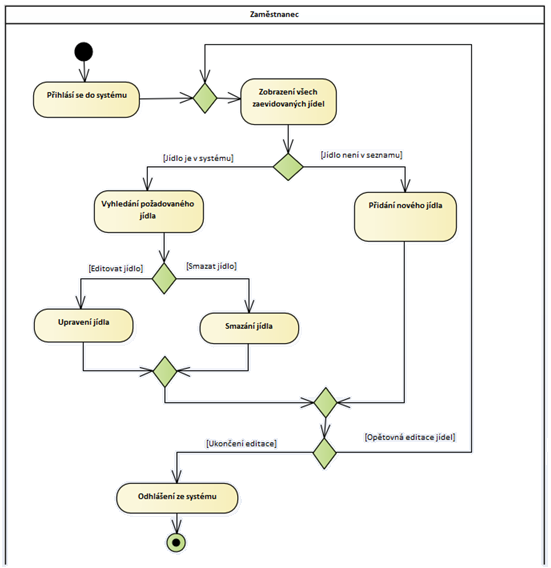 Zaměstnanec
Přihlásí se do systému
Zobrazení všech
zaevidovaných jídel
[Jídlo je v systému]
[Jídlo není v seznamu]
Vyhledání požadovaného
jídla
Přidání nového jídla
[Editovat jídlo]
[Smazat jídlo]
Upravení jídla
Smazání jídla
[Ukončení editace]
[Opětovná editace jídel]
Odhlášení ze systému